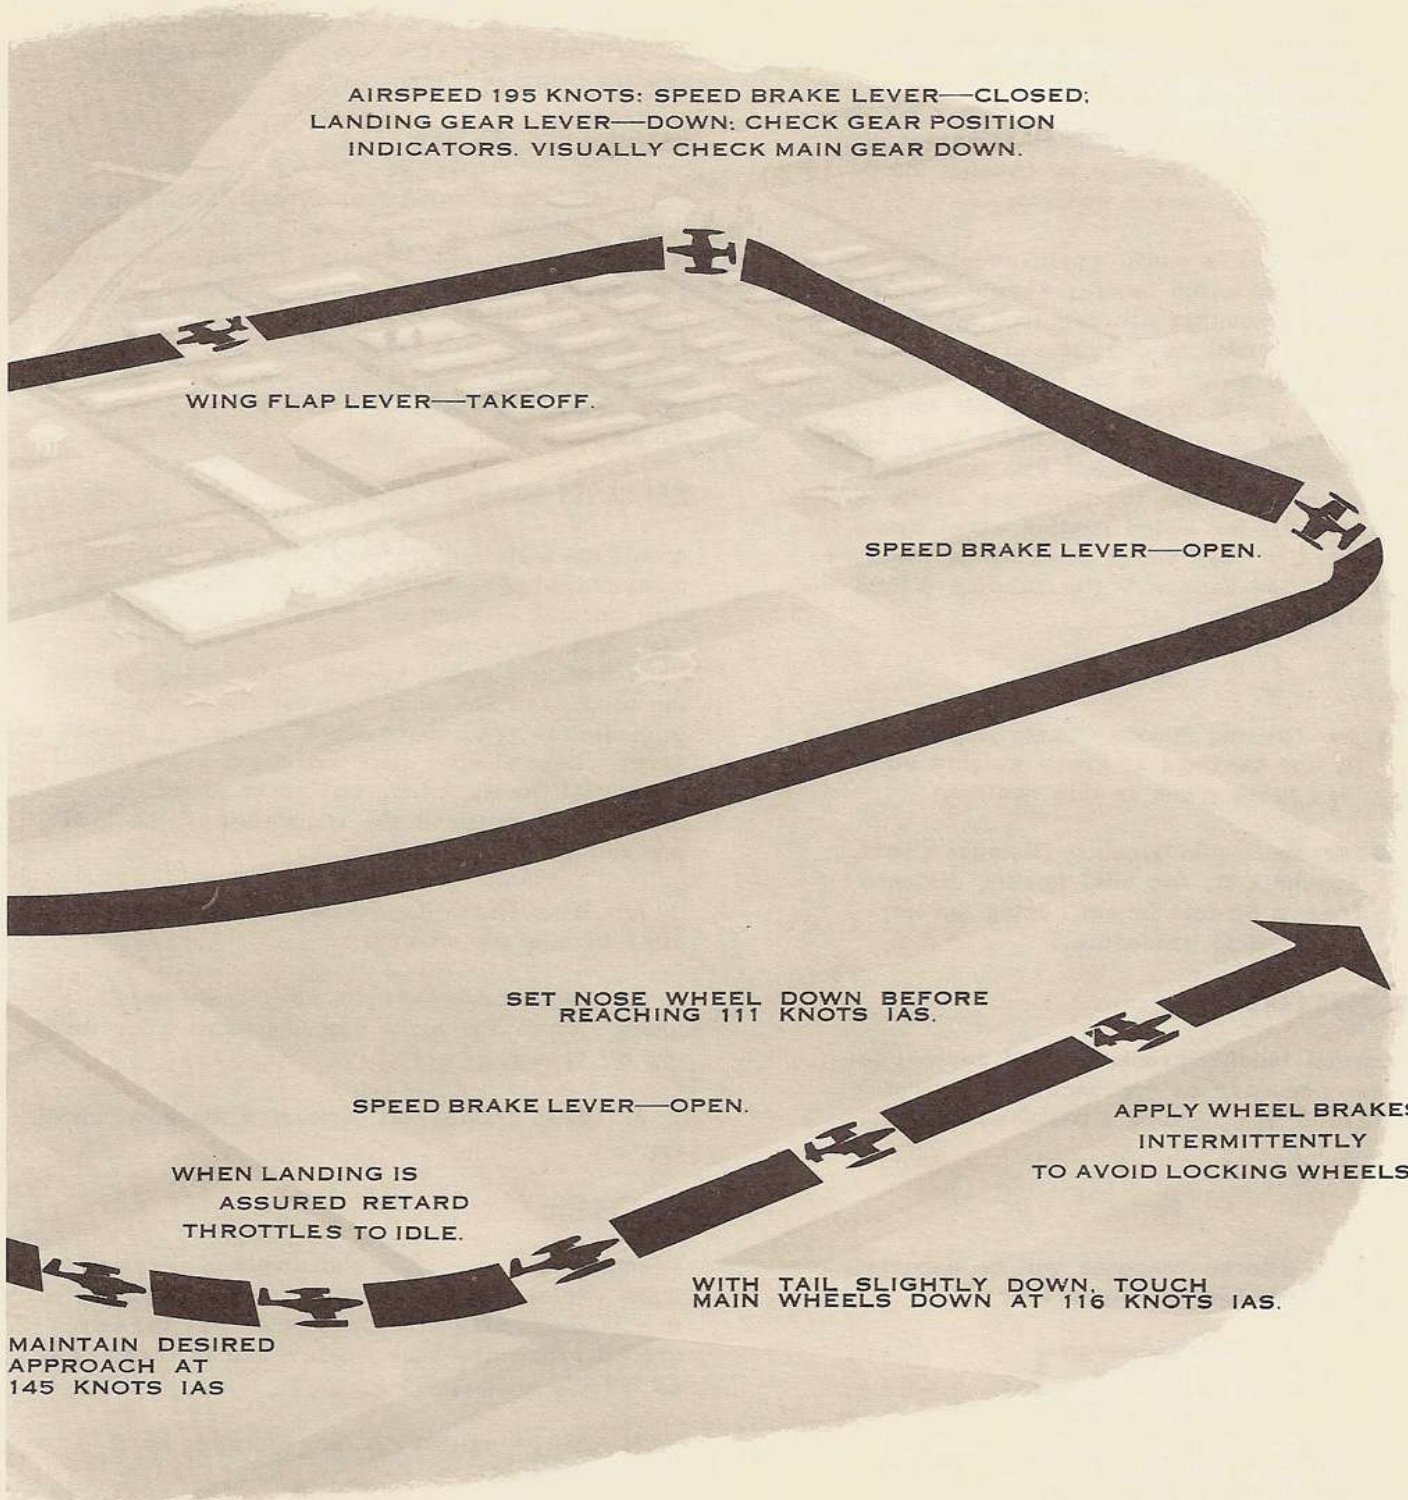 AIRSPEED 195 KNOTS; SPEED BRAKE LEVER—CLOSED;
LANDING GEAR LEVER—DOWN; CHECK GEAR POSITION
INDICATORS. VISUALLY CHECK MAIN GEAR DOWN.
WING FLAP LEVER—TAKEOFF.
SPEED BRAKE LEVER—OPEN.
SET NOSE WHEEL DOWN BEFORE
REACHING 111 KNOTS IAS.
SPEED BRAKE LEVER—OPEN.
APPLY WHEEL BRAKES
INTERMITTENTLY
TO AVOID LOCKING WHEELS
WHEN LANDING IS
ASSURED RETARD
THROTTLES TO IDLE.
WITH TAIL SLIGHTLY DOWN, TOUCH
MAIN WHEELS DOWN AT 116 KNOTS IAS.
MAINTAIN DESIRED
APPROACH AT
145 KNOTS IAS